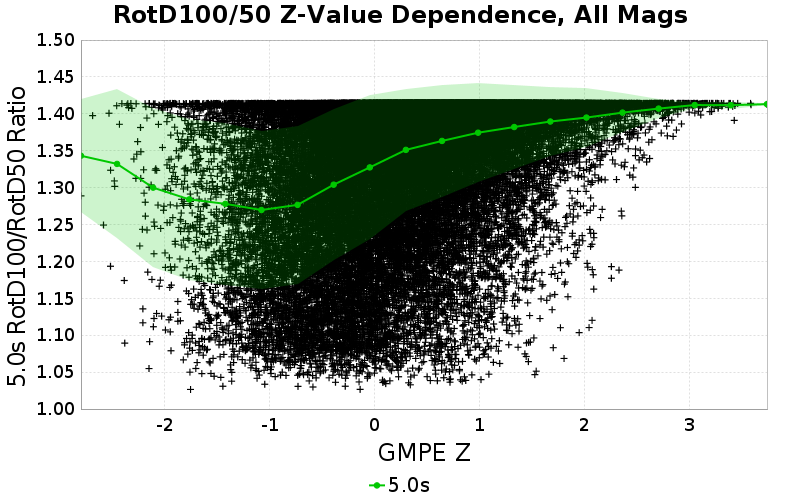 RotD100/50 Z-Value Dependence, All Mags
5.0s RotD100/RotD50 Ratio
1.50
1.45
1.40
1.35
1.30
1.25
1.20
1.15
1.10
1.05
1.00
-2 -1 0 1 2 3
GMPE Z
5.0s